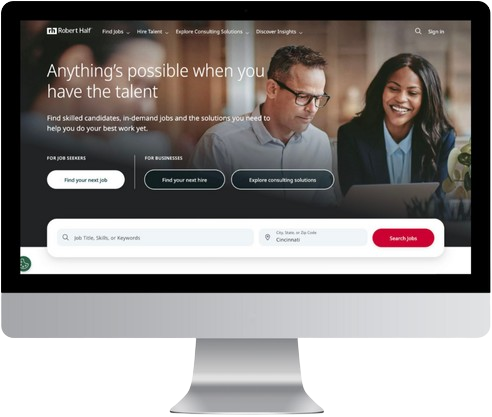 rh Robert Half
Find Jobs
Hire Talent
Explore Consulting Solutions
Discover Insights
Sign in
Anything's possible when you
have the talent
Find skilled candidates, in-demand jobs and the solutions you need to
help you do your best work yet.
FOR JOB SEEKERS
FOR BUSINESSES
Find your next job
Find your next hire
Explore consulting solutions
Job Title, Skills, or Keywords
City, State, or Zip Code
Cincinnati
Search Jobs